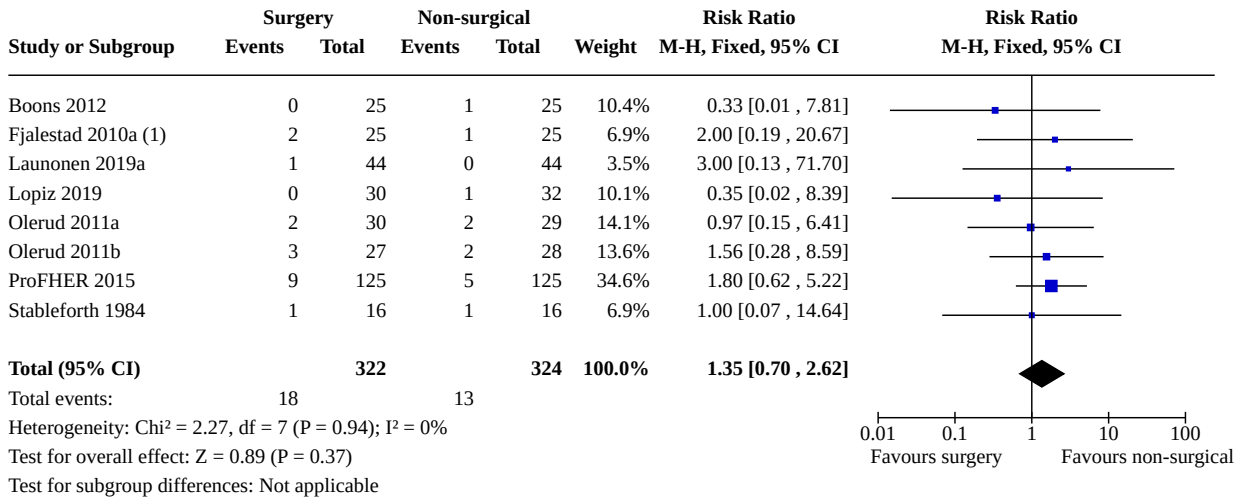 Surgery Non-surgical Risk Ratio Risk Ratio
Study or Subgroup Events Total Events Total Weight M-H, Fixed, 95% CI M-H, Fixed, 95% CI
Boons 2012 0 25 1 25 10.4% 0.33 [0.01 , 7.81]
Fjalestad 2010a (1) 2 25 1 25 6.9% 2.00 [0.19 , 20.67]
Launonen 2019a 1 44 0 44 3.5% 3.00 [0.13 , 71.70]
Lopiz 2019 0 30 1 32 10.1% 0.35 [0.02 , 8.39]
Olerud 2011a 2 30 2 29 14.1% 0.97 [0.15 , 6.41]
Olerud 2011b 3 27 2 28 13.6% 1.56 [0.28 , 8.59]
ProFHER 2015 9 125 5 125 34.6% 1.80 [0.62 , 5.22]
Stableforth 1984 1 16 1 16 6.9% 1.00 [0.07 , 14.64]
Total (95% CI) 322 324 100.0% 1.35 [0.70 , 2.62]
Total events: 18 13
Heterogeneity: Chi² = 2.27, df = 7 (P = 0.94); I² = 0%
0.01 0.1 1 10 100
Test for overall effect: Z = 0.89 (P = 0.37)
Favours surgery Favours non-surgical
Test for subgroup differences: Not applicable